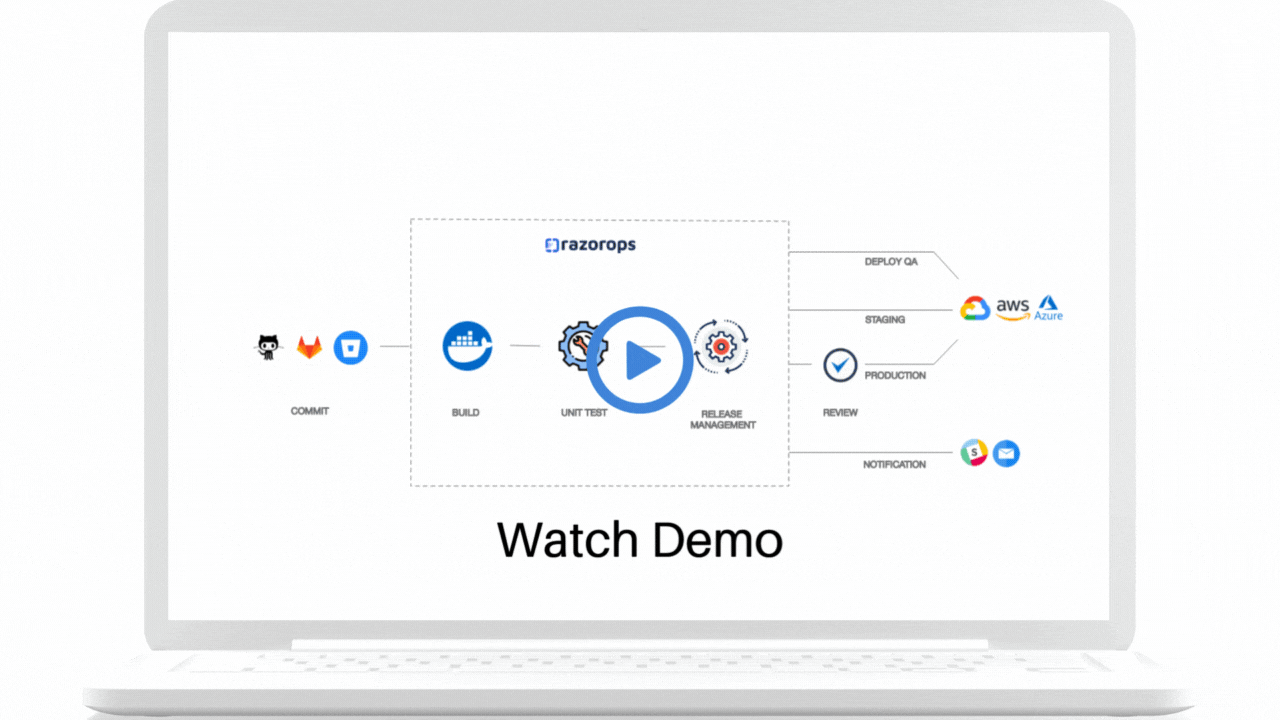 razorops
DEPLOY QA
aws
Azure
STAGING
S
PRODUCTION
COMMIT
BUILD
UNIT TEST
RELEASE
MANAGEMENT
REVIEW
NOTIFICATION
Watch Demo